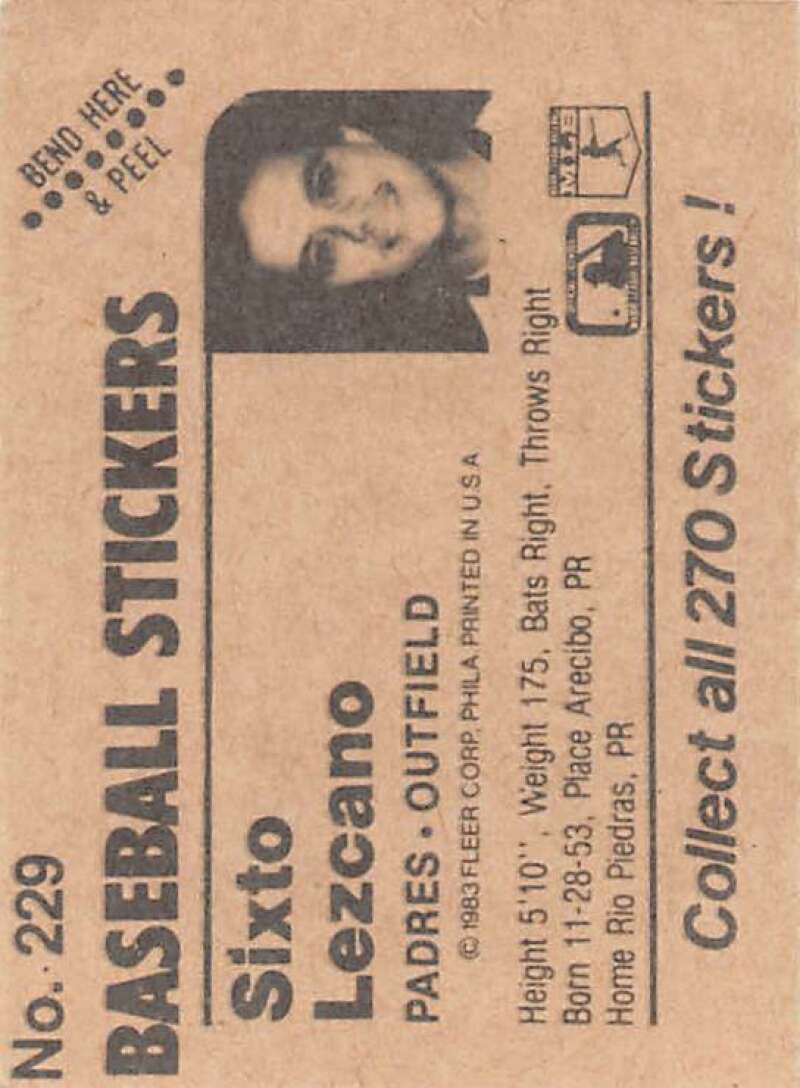 No. 229
BEND HERE
& PEEL
BASEBALL STICKERS
Sixto
Lezcano
PADRES • OUTFIELD
© 1983 FLEER CORP. PHILA. PRINTED IN U.S.A
Height 5'10'', Weight 175, Bats Right, Throws Right
Born 11-28-53, Place Arecibo, PR
Home Rio Piedras, PR
Collect all 270 Stickers!